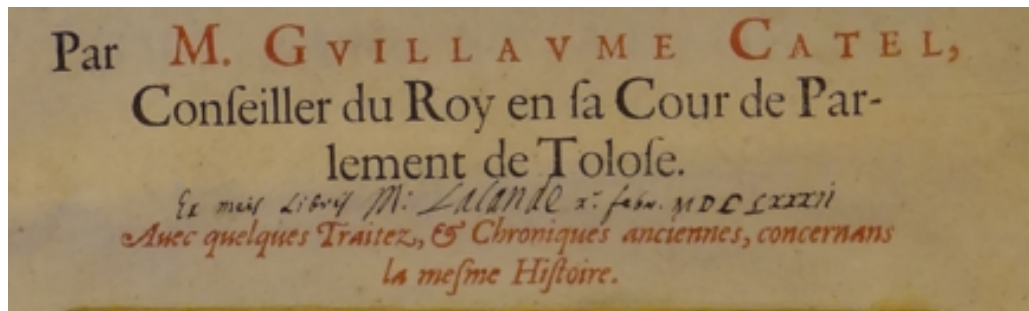 Par M. GVILLAVME CATEL,
Conſeiller du Roy en ſa Cour de Par-
lement de Toloſe.
Ex meis Libris M: Lalande x: febr. MDCLXXXII
Auec quelques Traitez, & Chroniques anciennes, concernans
la meſme Hiſtoire.